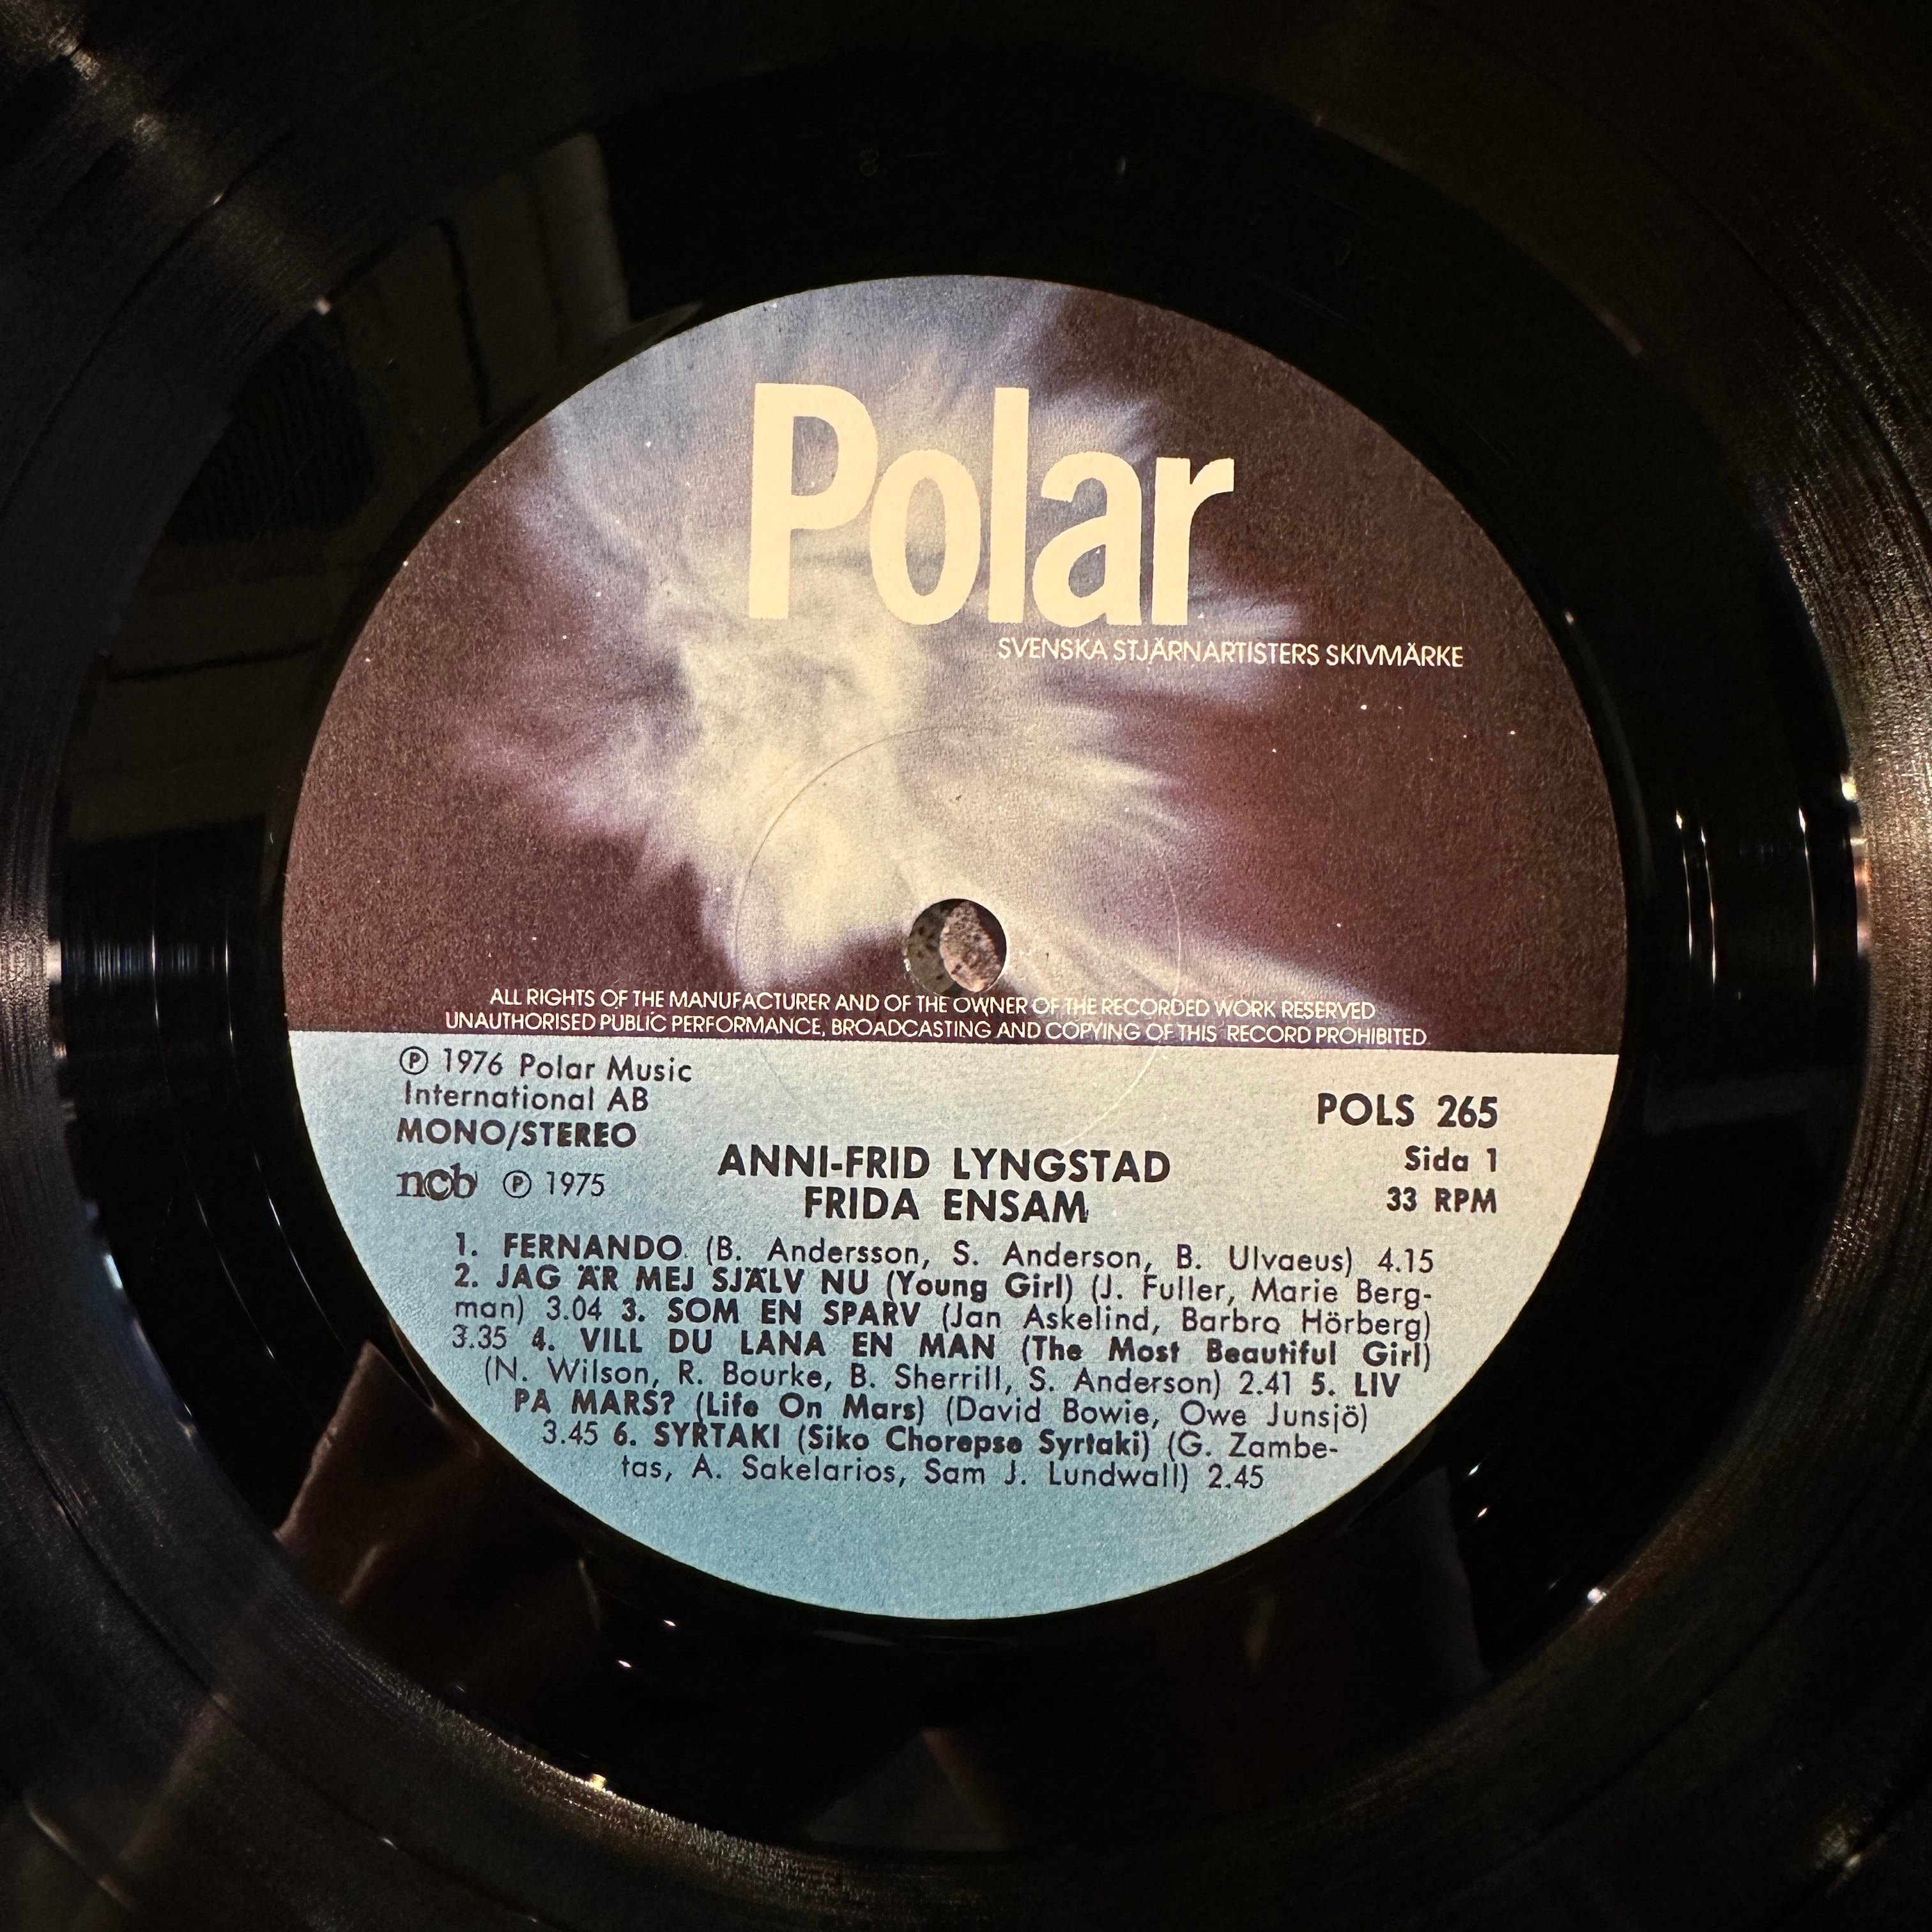 Polar
SVENSKA STJÄRNARTISTERS SKIVMÄRKE
ALL RIGHTS OF THE MANUFACTURER AND OF THE OWNER OF THE RECORDED WORK RESERVED
UNAUTHORISED PUBLIC PERFORMANCE, BROADCASTING AND COPYING OF THIS RECORD PROHIBITED
℗ 1976 Polar Music
International AB
MONO/STEREO
ncb ℗ 1975
POLS 265
Sida 1
33 RPM
ANNI-FRID LYNGSTAD
FRIDA ENSAM
1. FERNANDO (B. Andersson, S. Anderson, B. Ulvaeus) 4.15
2. JAG ÄR MEJ SJÄLV NU (Young Girl) (J. Fuller, Marie Berg-
man) 3.04 3. SOM EN SPARV (Jan Askelind, Barbro Hörberg)
3.35 4. VILL DU LANA EN MAN (The Most Beautiful Girl)
(N. Wilson, R. Bourke, B. Sherrill, S. Anderson) 2.41 5. LIV
PA MARS? (Life On Mars) (David Bowie, Owe Junsjö)
3.45 6. SYRTAKI (Siko Chorepse Syrtaki) (G. Zambe-
tas, A. Sakelarios, Sam J. Lundwall) 2.45